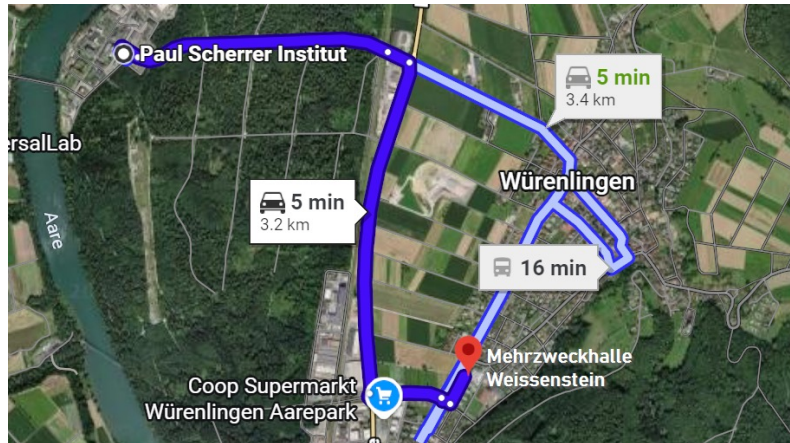 Paul Scherrer Institut
5 min
3.4 km
ersalLab
Würenlingen
Aare
5 min
3.2 km
16 min
Mehrzweckhalle
Weissenstein
Coop Supermarkt
Würenlingen Aarepark